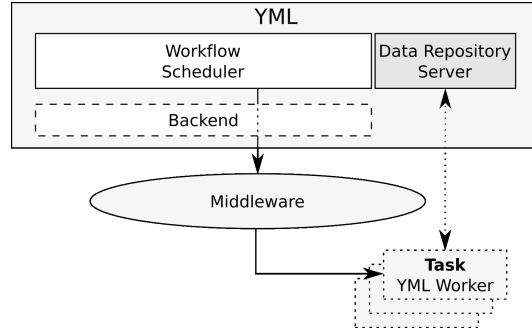 YML
Workflow
Scheduler
Data Repository
Server
Backend
Middleware
Task
YML Worker